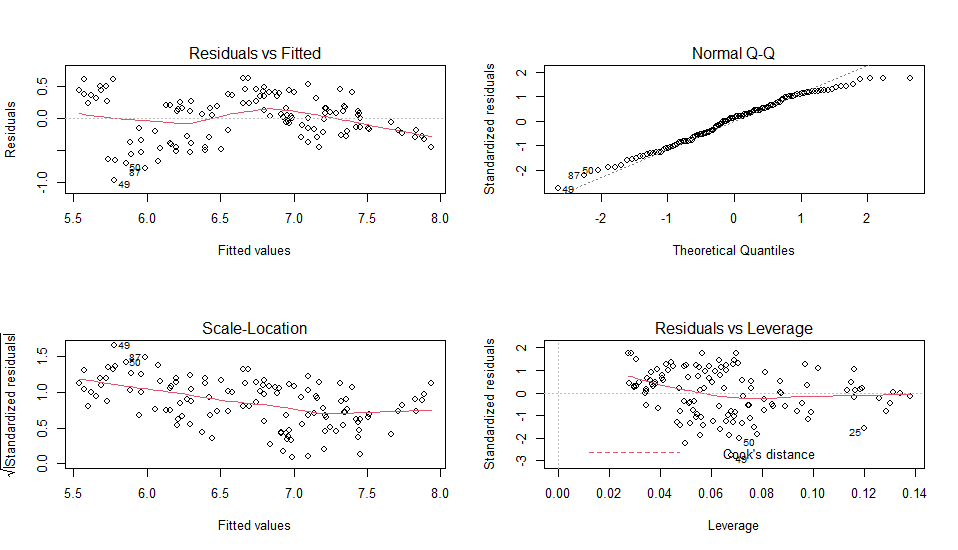 Residuals vs Fitted
Residuals
0.5
0.0
-1.0
50
87
49
5.5 6.0 6.5 7.0 7.5 8.0
Fitted values
Normal Q-Q
Standardized residuals
2
1
0
-1
-2
50
87
49
-2 -1 0 1 2
Theoretical Quantiles
Scale-Location
√|Standardized residuals|
1.5
1.0
0.5
0.0
49
87
50
5.5 6.0 6.5 7.0 7.5 8.0
Fitted values
Residuals vs Leverage
Standardized residuals
2
1
0
-1
-2
-3
25
50
Cook's distance
49
0.00 0.02 0.04 0.06 0.08 0.10 0.12 0.14
Leverage